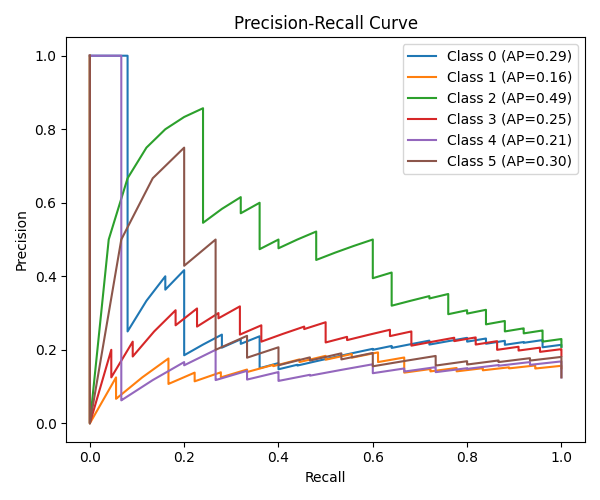 Precision-Recall Curve
Class 0 (AP=0.29)
Class 1 (AP=0.16)
Class 2 (AP=0.49)
Class 3 (AP=0.25)
Class 4 (AP=0.21)
Class 5 (AP=0.30)
Precision
1.0
0.8
0.6
0.4
0.2
0.0
0.0 0.2 0.4 0.6 0.8 1.0
Recall